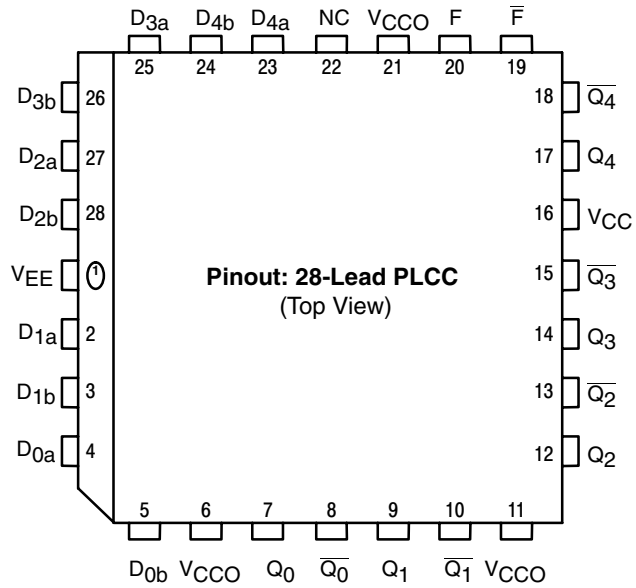 D3a D4b D4a NC VCCO F F̅
25 24 23 22 21 20 19
D3b 26 18 Q̅4̅
D2a 27 17 Q4
D2b 28 16 VCC
VEE 1 15 Q̅3̅
Pinout: 28-Lead PLCC
(Top View)
D1a 2 14 Q3
D1b 3 13 Q̅2̅
D0a 4 12 Q2
5 6 7 8 9 10 11
D0b VCCO Q0 Q̅0̅ Q1 Q̅1̅ VCCO